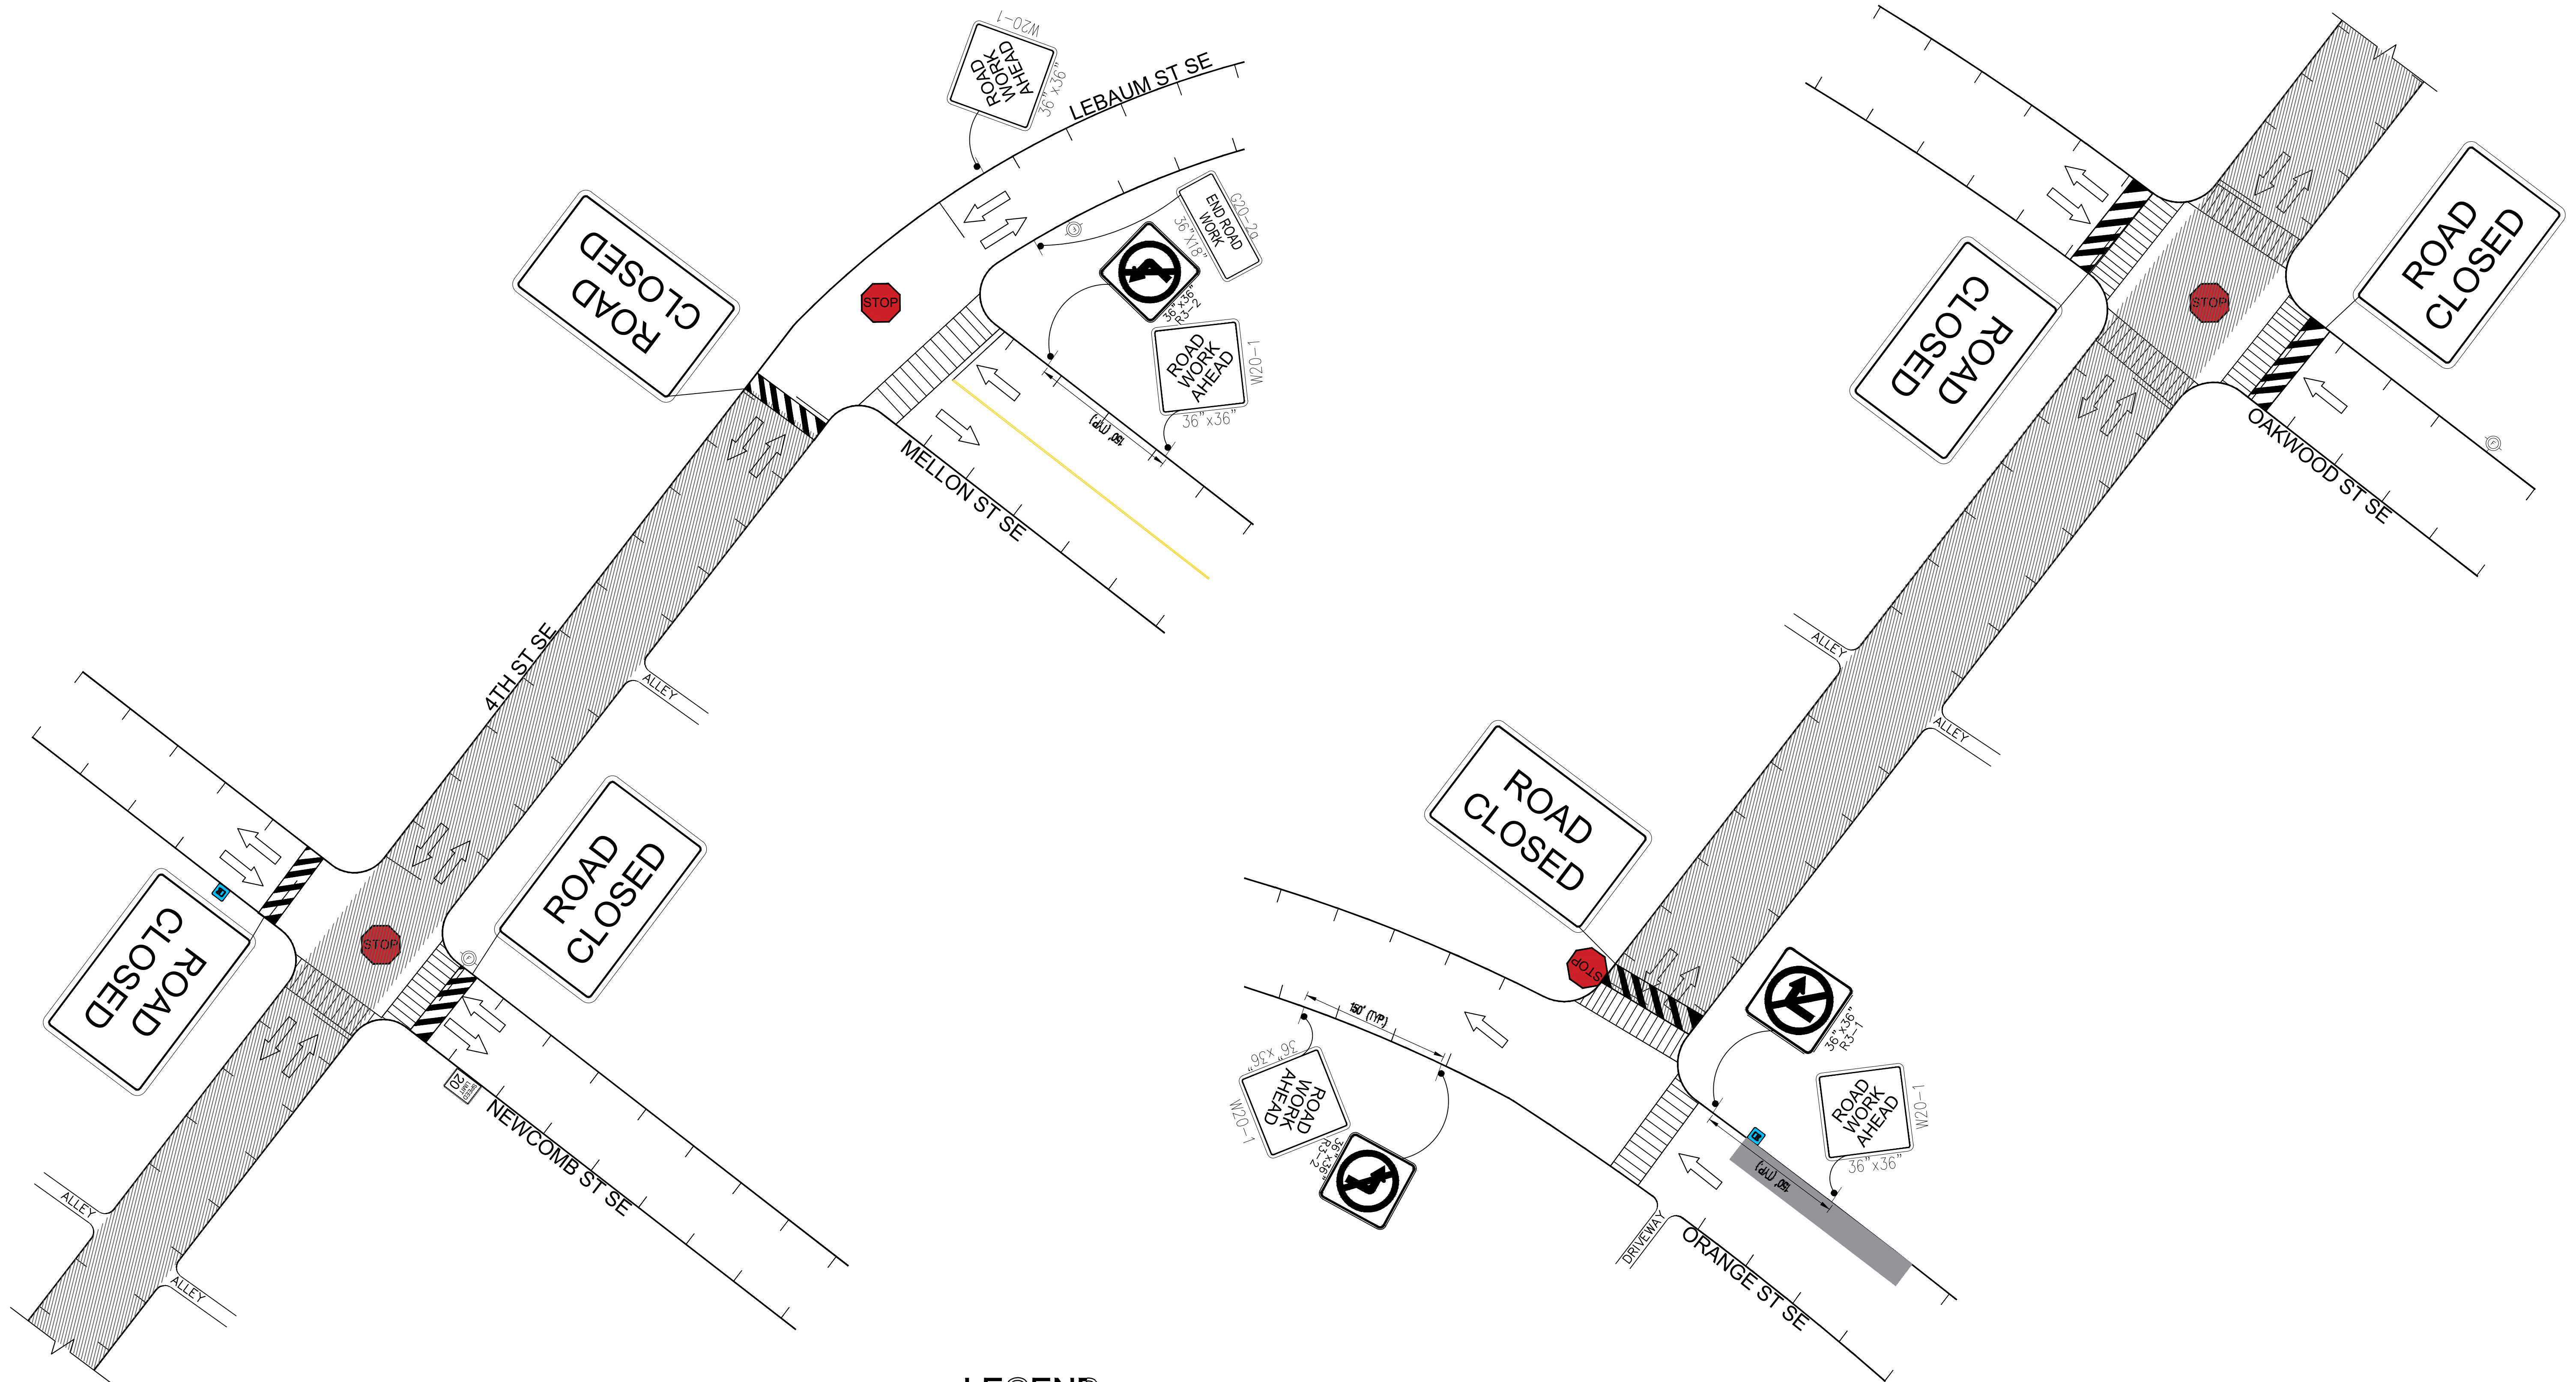 W20-1
ROAD
WORK
AHEAD
36"x36"
LEBAUM ST SE
END ROAD
WORK
G20-2a
36"X18"
36"x36"
R3-2
ROAD
WORK
AHEAD
W20-1
36"x36"
150' (TYP.)
ROAD
CLOSED
STOP
MELLON ST SE
4TH ST SE
ALLEY
ROAD
CLOSED
ROAD
CLOSED
STOP
SPEED
LIMIT
20
NEWCOMB ST SE
ALLEY
ALLEY
ROAD
CLOSED
ROAD
CLOSED
STOP
OAKWOOD ST SE
ALLEY
ALLEY
ROAD
CLOSED
STOP
150' (TYP.)
36"x36"
ROAD
WORK
AHEAD
W20-1
36"x36"
R3-2
36"x36"
R3-1
ROAD
WORK
AHEAD
W20-1
36"x36"
150' (TYP.)
DRIVEWAY
ORANGE ST SE
LEGEND